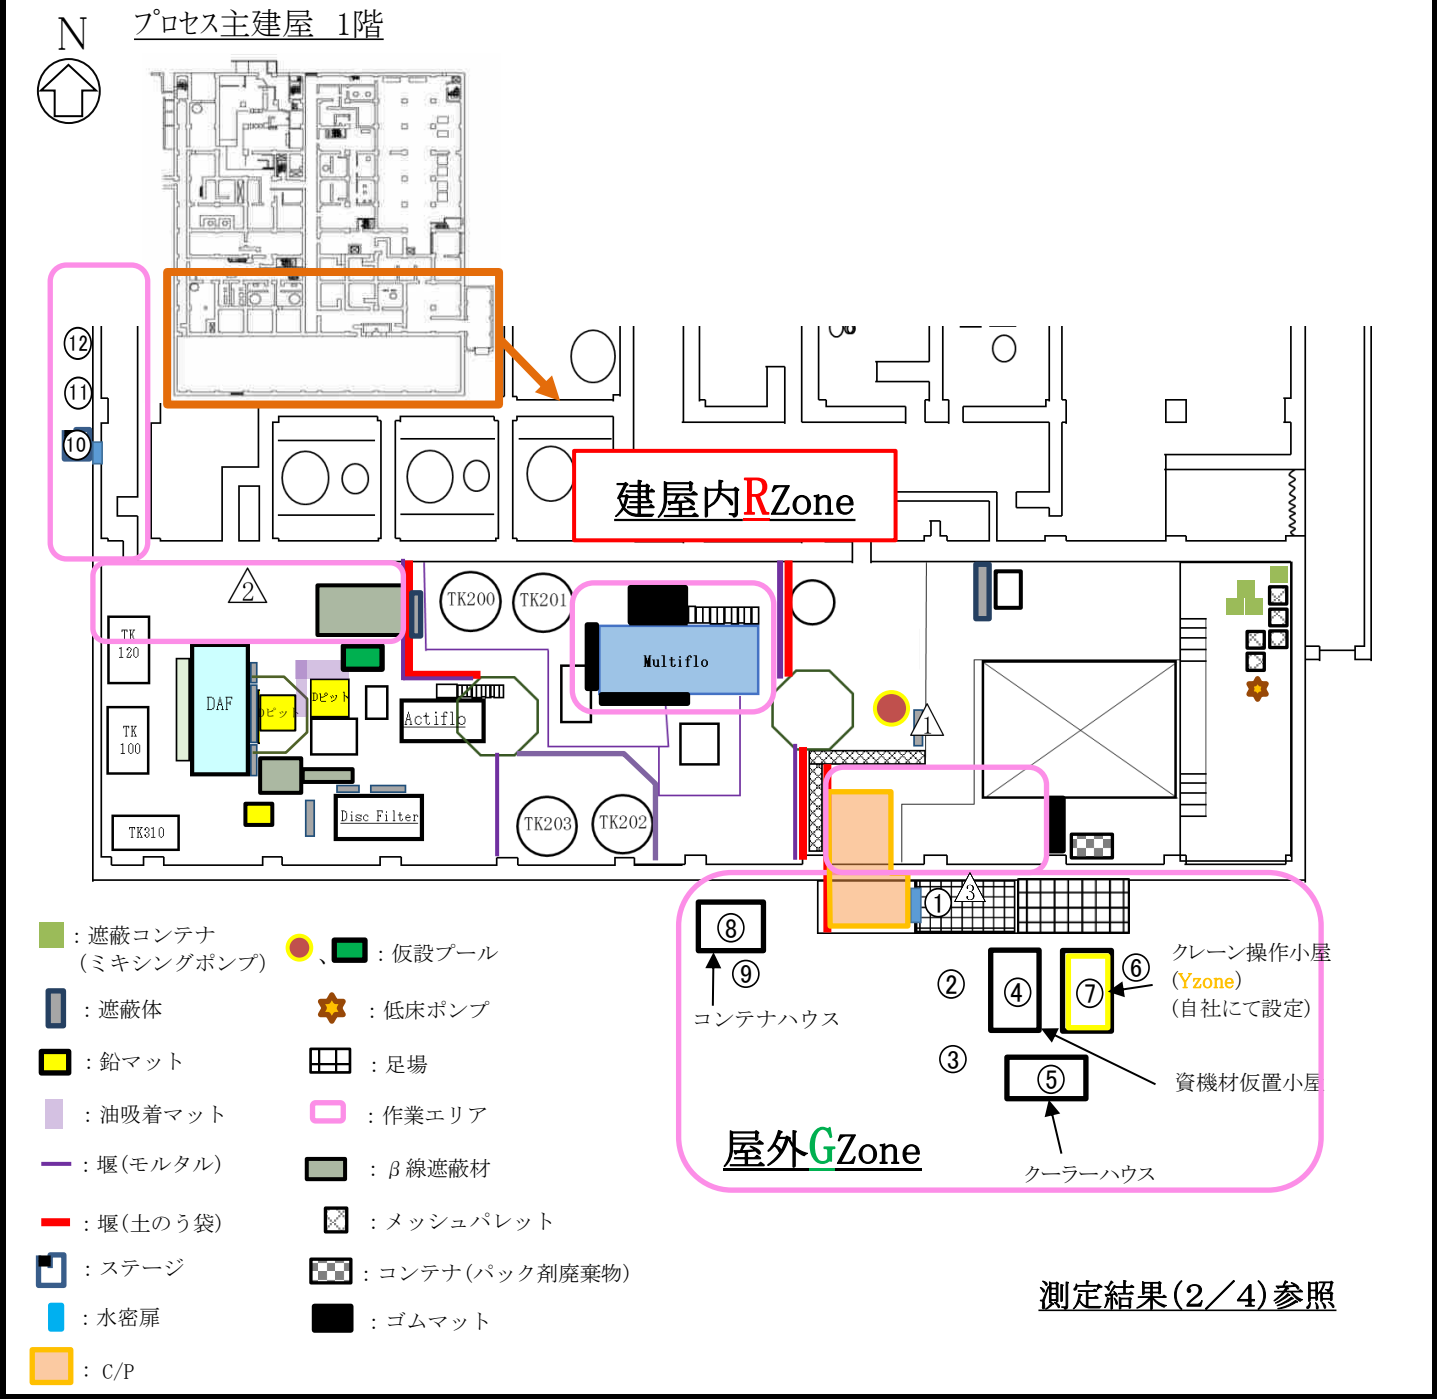 N
プロセス主建屋 1階
⑫
⑪
⑩
建屋内RZone
2
TK200
TK201
TK
120
Multiflo
DAF
Dピット
Dピット
Actiflo
1
TK
100
Disc Filter
TK310
TK203
TK202
①
3
⑧
⑨
コンテナハウス
②
④
⑦
⑥
クレーン操作小屋
(Yzone)
(自社にて設定)
③
⑤
資機材仮置小屋
クーラーハウス
屋外GZone
：遮蔽コンテナ
(ミキシングポンプ)
、
：仮設プール
：遮蔽体
：低床ポンプ
：鉛マット
：足場
：油吸着マット
：作業エリア
：堰(モルタル)
：β線遮蔽材
：堰(土のう袋)
：メッシュパレット
：ステージ
：コンテナ(パック剤廃棄物)
：水密扉
：ゴムマット
：C/P
測定結果(2／4)参照